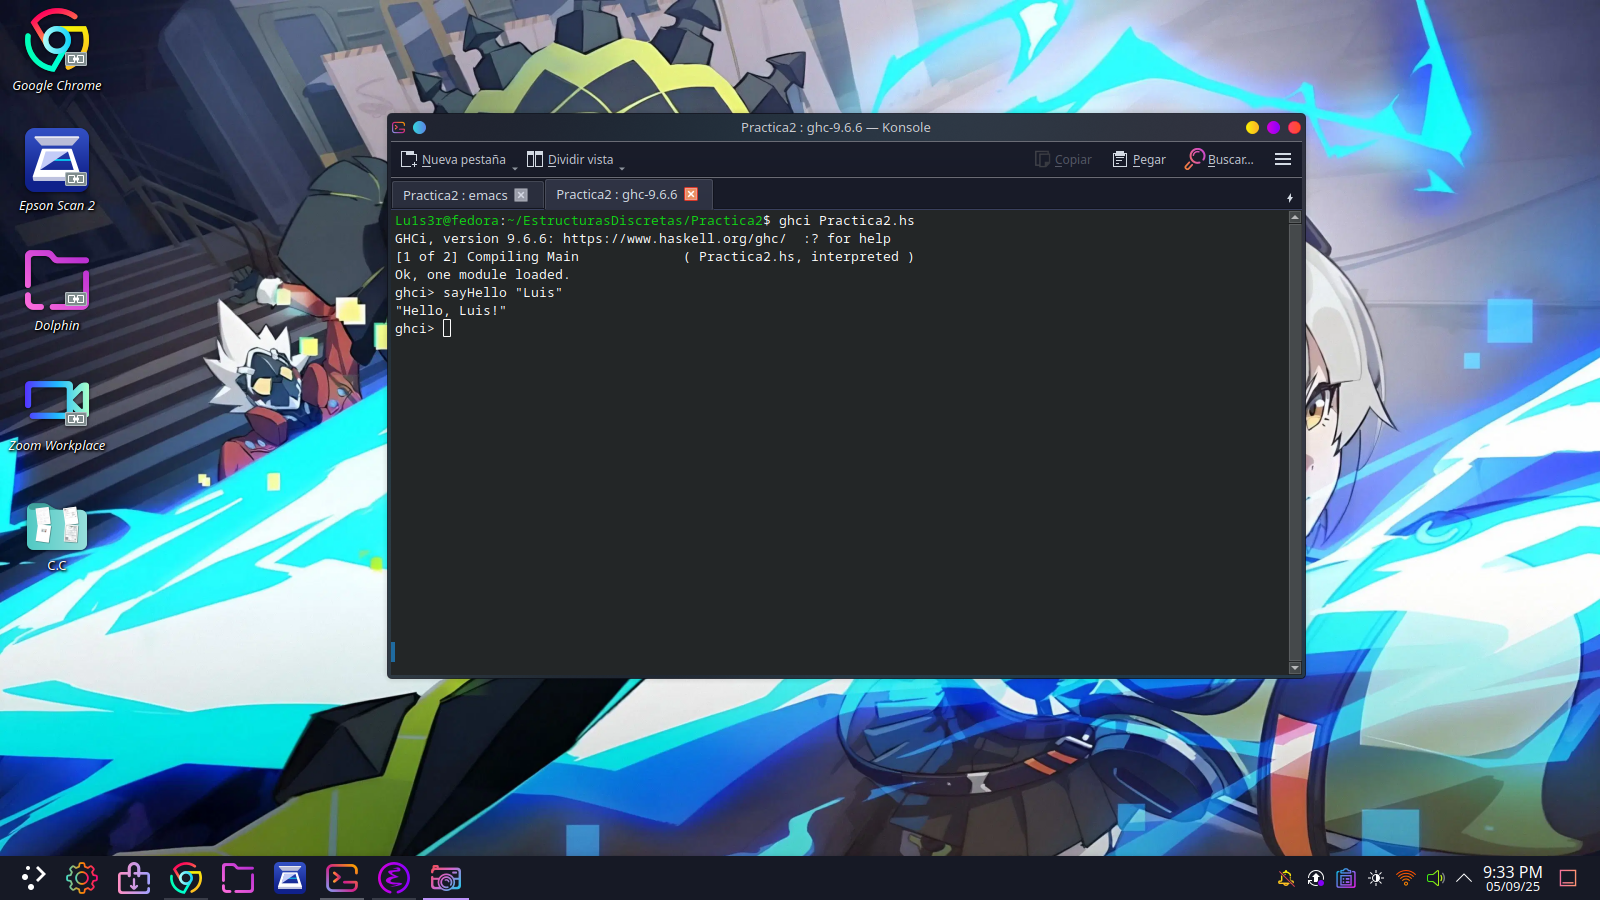 Google Chrome
Epson Scan 2
Dolphin
Zoom Workplace
C.C
Practica2 : ghc-9.6.6 — Konsole
Nueva pestaña
Dividir vista
Copiar
Pegar
Buscar...
Practica2 : emacs
Practica2 : ghc-9.6.6
Lu1s3r@fedora:~/EstructurasDiscretas/Practica2$ ghci Practica2.hs
GHCi, version 9.6.6: https://www.haskell.org/ghc/  :? for help
[1 of 2] Compiling Main             ( Practica2.hs, interpreted )
Ok, one module loaded.
ghci> sayHello "Luis"
"Hello, Luis!"
ghci>
9:33 PM
05/09/25